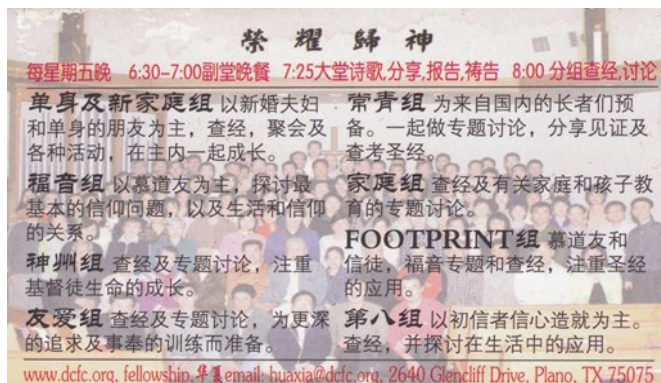 榮耀歸神
每星期五晚 6:30-7:00副堂晚餐 7:25大堂诗歌,分享,报告,祷告 8:00 分组查经,讨论
单身及新家庭组 以新婚夫妇
和单身的朋友为主，查经，聚会及
各种活动，在主内一起成长。
福音组 以慕道友为主，探讨最
基本的信仰问题，以及生活和信仰
的关系。
神州组 查经及专题讨论，注重
基督徒生命的成长。
友爱组 查经及专题讨论，为更深
的追求及事奉的训练而准备。
常青组 为来自国内的长者们预
备。一起做专题讨论，分享见证及
查考圣经。
家庭组 查经及有关家庭和孩子教
育的专题讨论。
FOOTPRINT组 慕道友和
信徒，福音专题和查经，注重圣经
的应用。
第八组 以初信者信心造就为主。
查经，并探讨在生活中的应用。
www.dcfc.org, fellowship,华夏email: huaxia@dcfc.org, 2640 Glencliff Drive, Plano, TX 75075